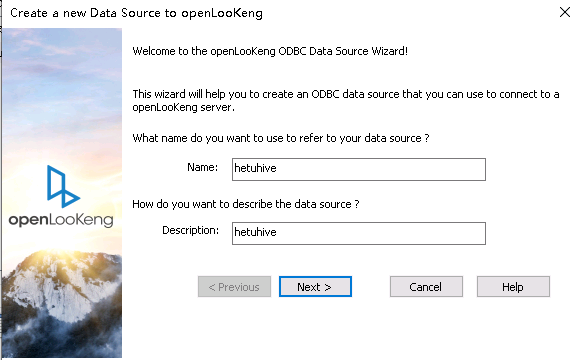 Create a new Data Source to openLooKeng
Welcome to the openLooKeng ODBC Data Source Wizard!
This wizard will help you to create an ODBC data source that you can use to connect to a
openLooKeng server.
What name do you want to use to refer to your data source ?
Name: hetuhive
How do you want to describe the data source ?
Description: hetuhive
openLooKeng
< Previous Next > Cancel Help